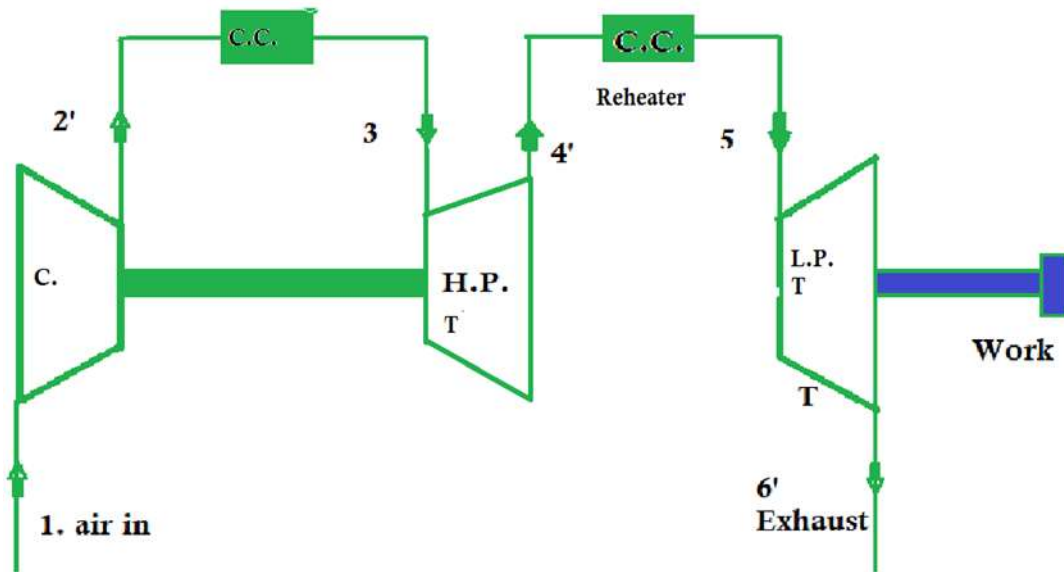 C.C.
C.C.
Reheater
2'
3
4'
5
C.
H.P.
T
L.P.
T
Work
T
1. air in
6'
Exhaust